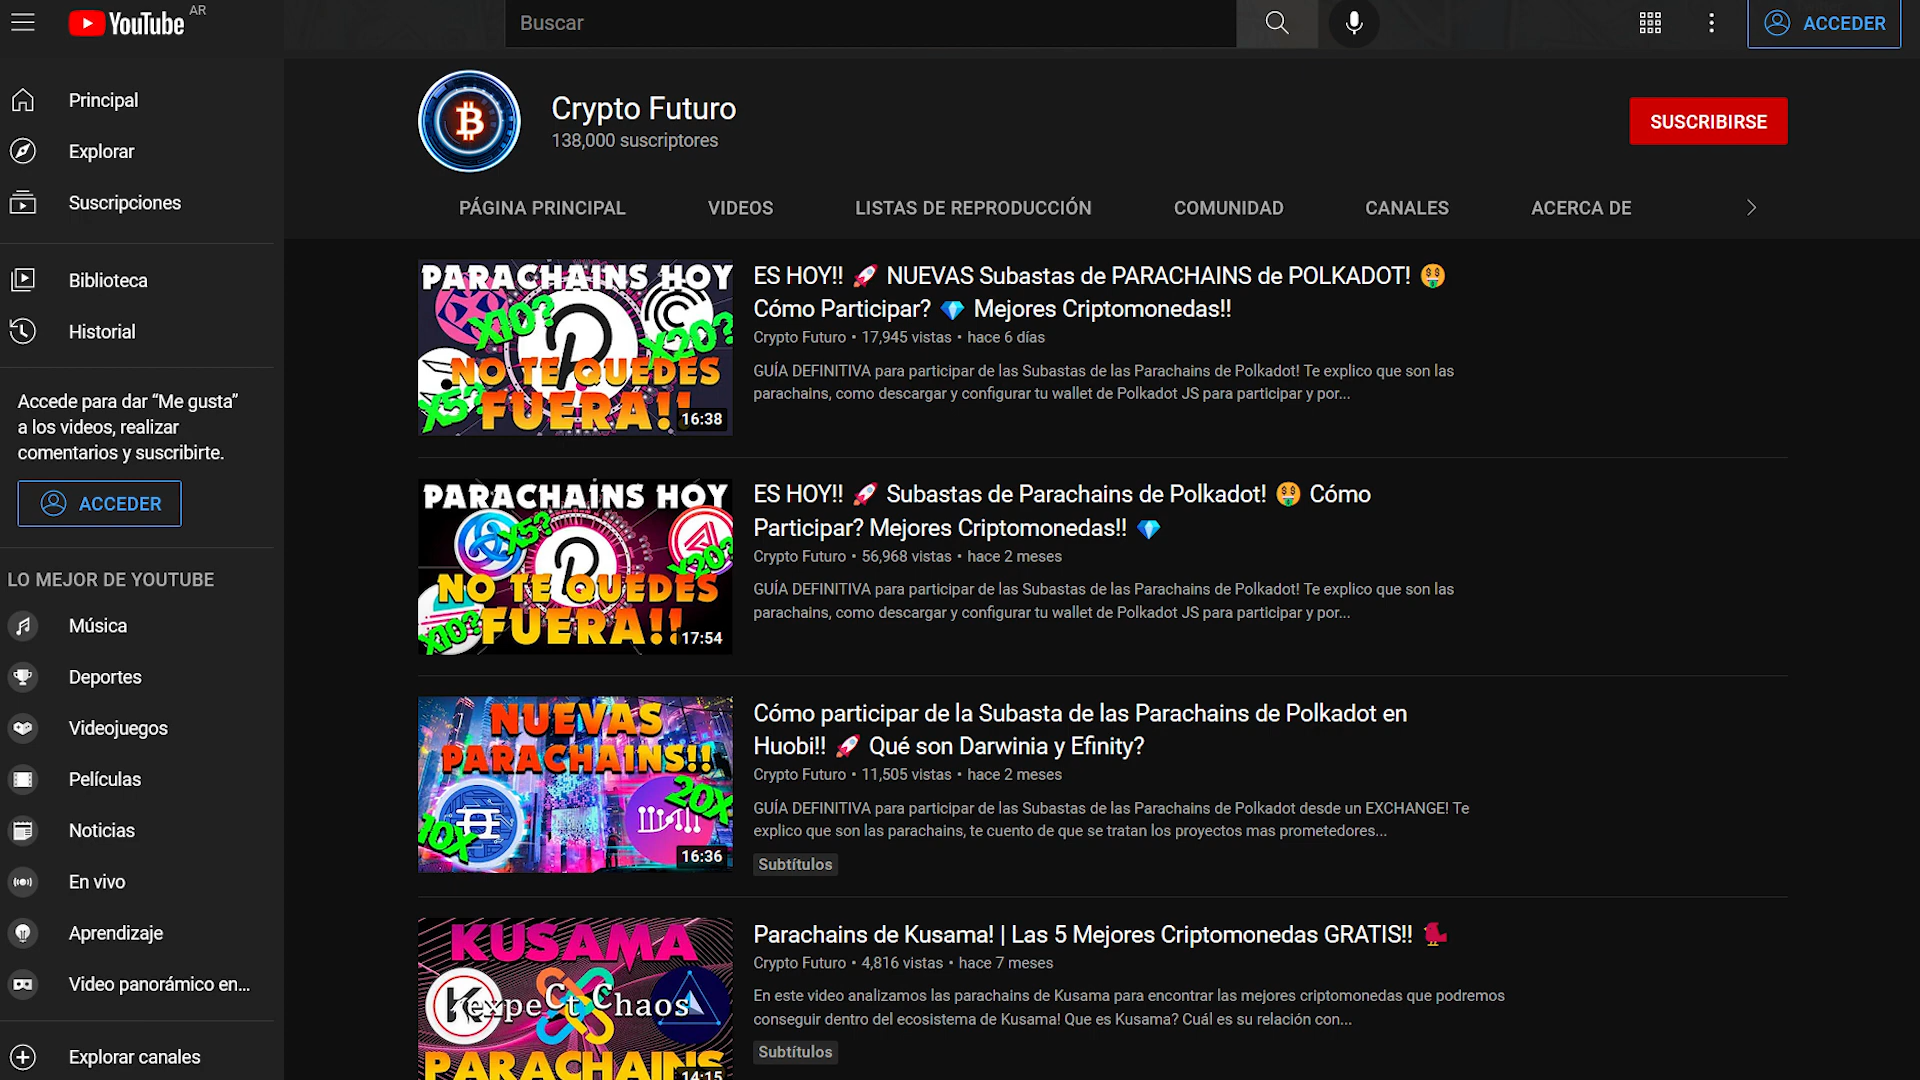 YouTube AR
Buscar
ACCEDER
Principal
Explorar
Suscripciones
Biblioteca
Historial
Accede para dar “Me gusta”
a los videos, realizar
comentarios y suscribirte.
ACCEDER
LO MEJOR DE YOUTUBE
Música
Deportes
Videojuegos
Películas
Noticias
En vivo
Aprendizaje
Video panorámico en...
Explorar canales
Crypto Futuro
138,000 suscriptores
SUSCRIBIRSE
PÁGINA PRINCIPAL
VIDEOS
LISTAS DE REPRODUCCIÓN
COMUNIDAD
CANALES
ACERCA DE
PARACHAINS HOY
X10?
X20?
NO TE QUEDES
X5?
FUERA!!
16:38
ES HOY!! 🚀 NUEVAS Subastas de PARACHAINS de POLKADOT! 🤑
Cómo Participar? 💎 Mejores Criptomonedas!!
Crypto Futuro • 17,945 vistas • hace 6 días
GUÍA DEFINITIVA para participar de las Subastas de las Parachains de Polkadot! Te explico que son las
parachains, como descargar y configurar tu wallet de Polkadot JS para participar y por...
PARACHAINS HOY
X5?
X20?
NO TE QUEDES
X10?
FUERA!!
17:54
ES HOY!! 🚀 Subastas de Parachains de Polkadot! 🤑 Cómo
Participar? Mejores Criptomonedas!! 💎
Crypto Futuro • 56,968 vistas • hace 2 meses
GUÍA DEFINITIVA para participar de las Subastas de las Parachains de Polkadot! Te explico que son las
parachains, como descargar y configurar tu wallet de Polkadot JS para participar y por...
NUEVAS
PARACHAINS!!
20X
10X
16:36
Cómo participar de la Subasta de las Parachains de Polkadot en
Huobi!! 🚀 Qué son Darwinia y Efinity?
Crypto Futuro • 11,505 vistas • hace 2 meses
GUÍA DEFINITIVA para participar de las Subastas de las Parachains de Polkadot desde un EXCHANGE! Te
explico que son las parachains, te cuento de que se tratan los proyectos mas prometedores...
Subtítulos
KUSAMA
K
expeCt Chaos
PARACHAINS
14:15
Parachains de Kusama! | Las 5 Mejores Criptomonedas GRATIS!!
Crypto Futuro • 4,816 vistas • hace 7 meses
En este video analizamos las parachains de Kusama para encontrar las mejores criptomonedas que podremos
conseguir dentro del ecosistema de Kusama! Que es Kusama? Cuál es su relación con...
Subtítulos